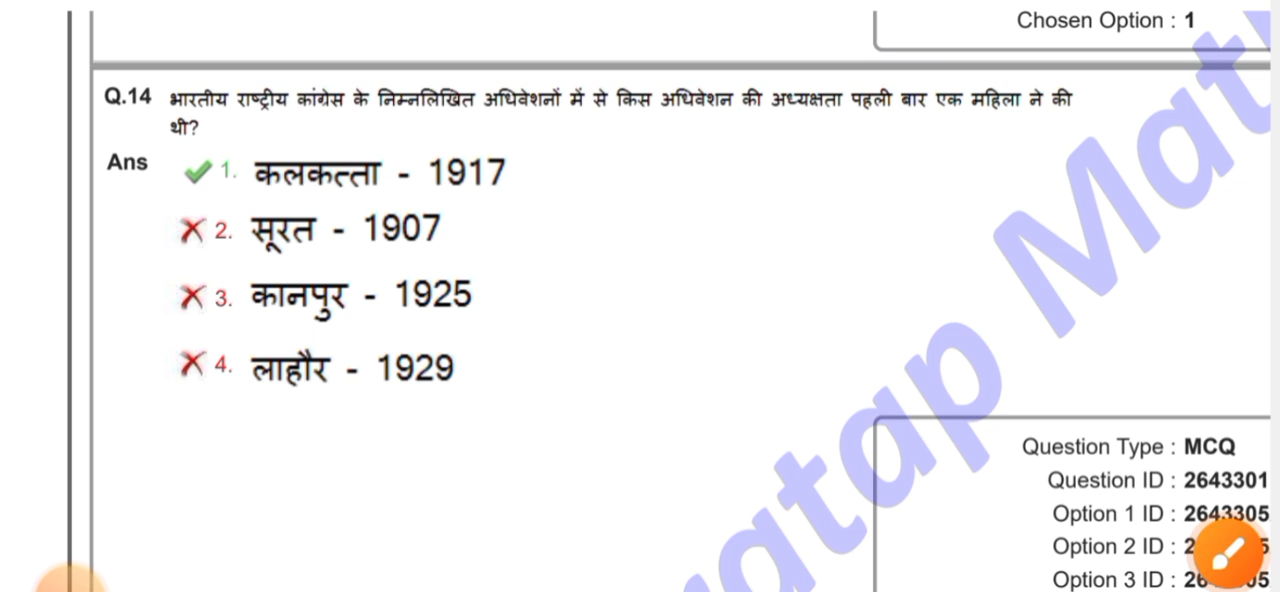 Chosen Option : 1
Q.14 भारतीय राष्ट्रीय कांग्रेस के निम्नलिखित अधिवेशनों में से किस अधिवेशन की अध्यक्षता पहली बार एक महिला ने की
थी?
Ans 1. कलकत्ता - 1917
2. सूरत - 1907
3. कानपुर - 1925
4. लाहौर - 1929
Question Type : MCQ
Question ID : 2643301
Option 1 ID : 2643305
Option 2 ID :
Option 3 ID :